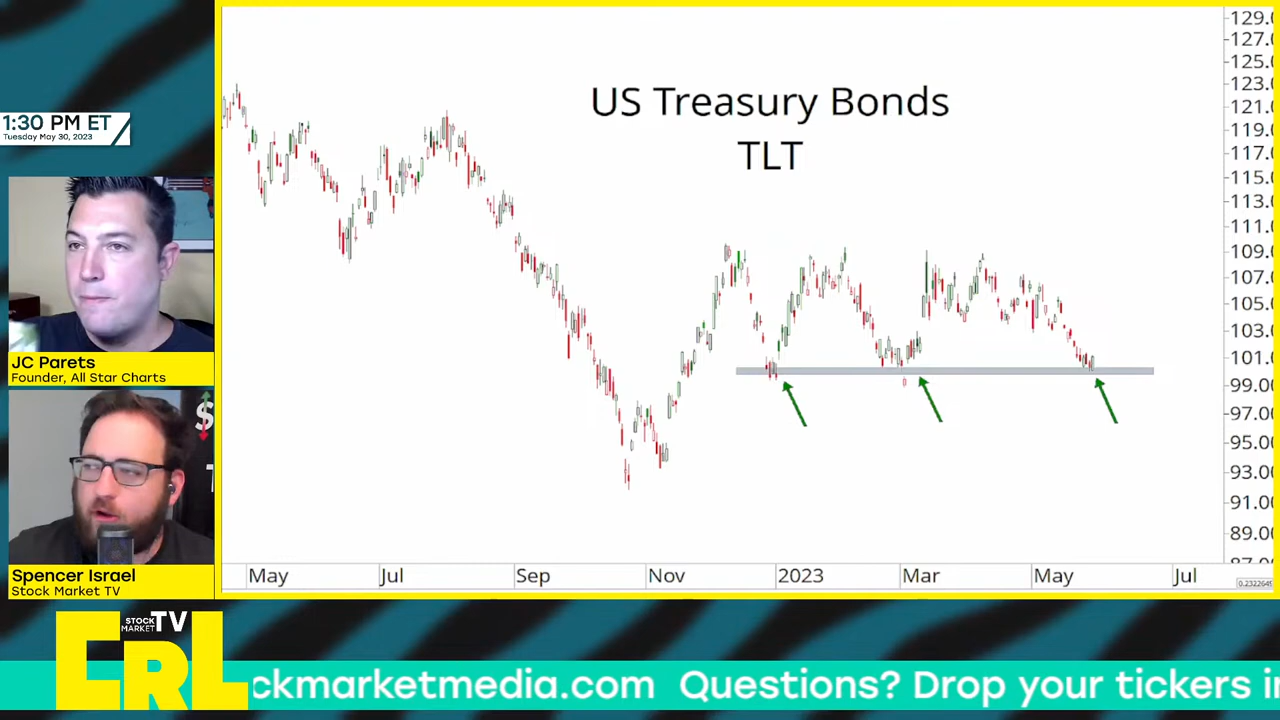 1:30 PM ET
Tuesday May 30, 2023
JC Parets
Founder, All Star Charts
Spencer Israel
Stock Market TV
US Treasury Bonds
TLT
129.0
127.0
125.0
123.0
121.0
119.0
117.0
115.0
113.0
111.0
109.0
107.0
105.0
103.0
101.0
99.00
97.00
95.00
93.00
91.00
89.00
May Jul Sep Nov 2023 Mar May Jul
0.2322645
STOCK
MARKET TV
ERL
ckmarketmedia.com Questions? Drop your tickers in